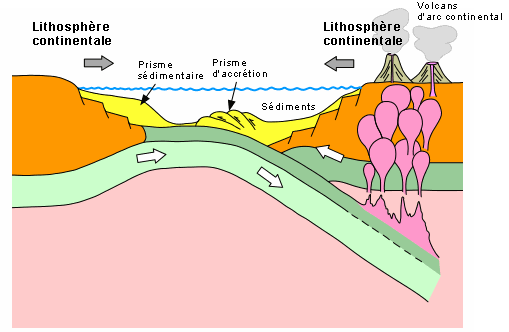 Volcans
d'arc continental
Lithosphère
continentale
Lithosphère
continentale
Prisme
sédimentaire
Prisme
d'accrétion
Sédiments